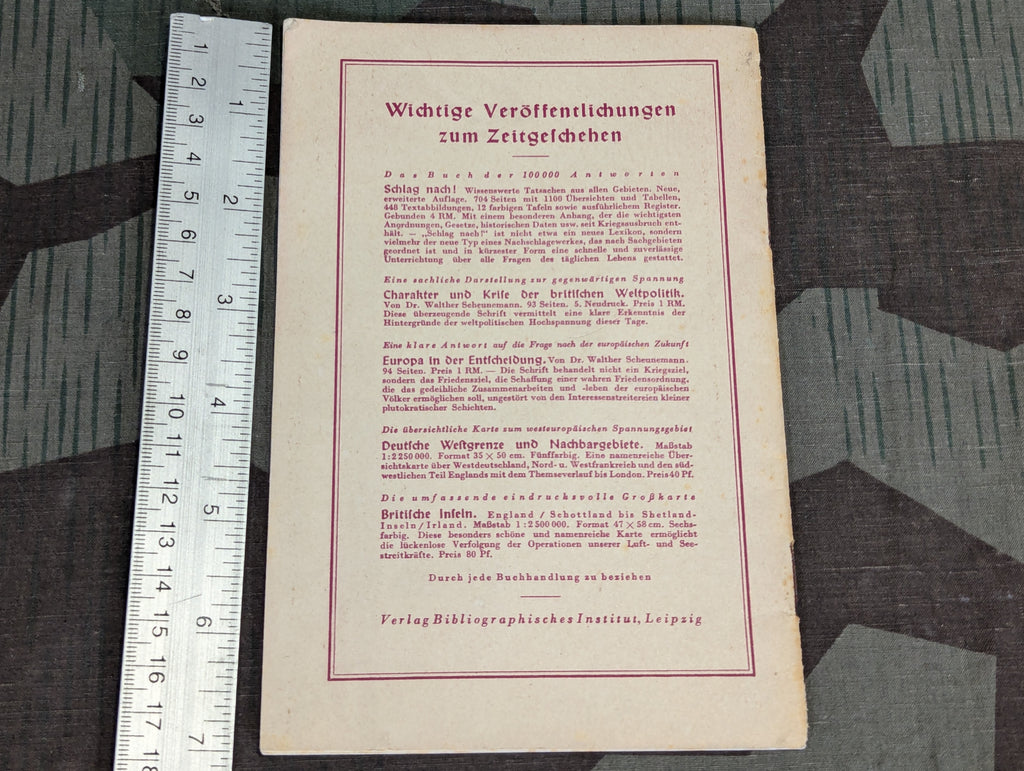 Wichtige Veröffentlichungen
zum Zeitgeschehen
Das Buch der 100000 Antworten
Schlag nach! Wissenswerte Tatsachen aus allen Gebieten. Neue,
erweiterte Auflage. 704 Seiten mit 1100 Übersichten und Tabellen,
448 Textabbildungen, 12 farbigen Tafeln sowie ausführlichem Register.
Gebunden 4 RM. Mit einem besonderen Anhang, der die wichtigsten
Anordnungen, Gesetze, historischen Daten usw. seit Kriegsausbruch ent-
hält. — „Schlag nach!" ist nicht etwa ein neues Lexikon, sondern
vielmehr der neue Typ eines Nachschlagewerkes, das nach Sachgebieten
geordnet ist und in kürzester Form eine schnelle und zuverlässige
Unterrichtung über alle Fragen des täglichen Lebens gestattet.
Eine sachliche Darstellung zur gegenwärtigen Spannung
Charakter und Krise der britischen Weltpolitik.
Von Dr. Walther Scheunemann. 93 Seiten. 5. Neudruck. Preis 1 RM.
Diese überzeugende Schrift vermittelt eine klare Erkenntnis der
Hintergründe der weltpolitischen Hochspannung dieser Tage.
Eine klare Antwort auf die Frage nach der europäischen Zukunft
Europa in der Entscheidung. Von Dr. Walther Scheunemann.
94 Seiten. Preis 1 RM. — Die Schrift behandelt nicht ein Kriegsziel,
sondern das Friedensziel, die Schaffung einer wahren Friedensordnung,
die das gedeihliche Zusammenarbeiten und -leben der europäischen
Völker ermöglichen soll, ungestört von den Interessenstreitereien kleiner
plutokratischer Schichten.
Die übersichtliche Karte zum westeuropäischen Spannungsgebiet
Deutsche Westgrenze und Nachbargebiete. Maßstab
1:2250000. Format 35 × 50 cm. Fünffarbig. Eine namenreiche Über-
sichtskarte über Westdeutschland, Nord- u. Westfrankreich und den süd-
westlichen Teil Englands mit dem Themseverlauf bis London. Preis 40 Pf.
Die umfassende eindrucksvolle Großkarte
Britische Inseln. England / Schottland bis Shetland-
Inseln / Irland. Maßstab 1:2500000. Format 47 × 58 cm. Sechs-
farbig. Diese besonders schöne und namenreiche Karte ermöglicht
die lückenlose Verfolgung der Operationen unserer Luft- und See-
streitkräfte. Preis 80 Pf.
Durch jede Buchhandlung zu beziehen
Verlag Bibliographisches Institut, Leipzig
1 2 3 4 5 6 7 8 9 10 11 12 13 14 15 16 17 18
1 2 3 4 5 6 7